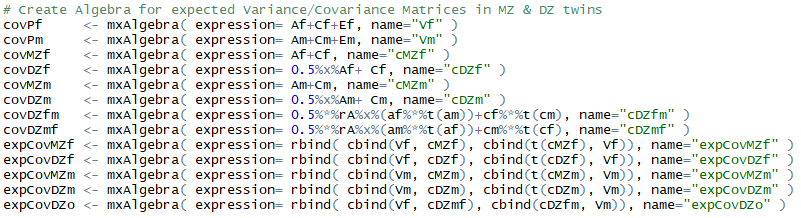 # Create Algebra for expected Variance/Covariance Matrices in MZ & DZ twins
covPf     <- mxAlgebra( expression= Af+Cf+Ef, name="Vf" )
covPm     <- mxAlgebra( expression= Am+Cm+Em, name="Vm" )
covMZf    <- mxAlgebra( expression= Af+Cf, name="cMZf" )
covDZf    <- mxAlgebra( expression= 0.5%x%Af+ Cf, name="cDZf" )
covMZm    <- mxAlgebra( expression= Am+Cm, name="cMZm" )
covDZm    <- mxAlgebra( expression= 0.5%x%Am+ Cm, name="cDZm" )
covDZfm   <- mxAlgebra( expression= 0.5%*%rA%x%(af%*%t(am))+cf%*%t(cm), name="cDZfm" )
covDZmf   <- mxAlgebra( expression= 0.5%*%rA%x%(am%*%t(af))+cm%*%t(cf), name="cDZmf" )
expCovMZf <- mxAlgebra( expression= rbind( cbind(Vf, cMZf), cbind(t(cMZf), Vf)), name="expCovMZf" )
expCovDZf <- mxAlgebra( expression= rbind( cbind(Vf, cDZf), cbind(t(cDZf), Vf)), name="expCovDZf" )
expCovMZm <- mxAlgebra( expression= rbind( cbind(Vm, cMZm), cbind(t(cMZm), Vm)), name="expCovMZm" )
expCovDZm <- mxAlgebra( expression= rbind( cbind(Vm, cDZm), cbind(t(cDZm), Vm)), name="expCovDZm" )
expCovDZo <- mxAlgebra( expression= rbind( cbind(Vf, cDZmf), cbind(cDZfm, Vm)), name="expCovDZo" )